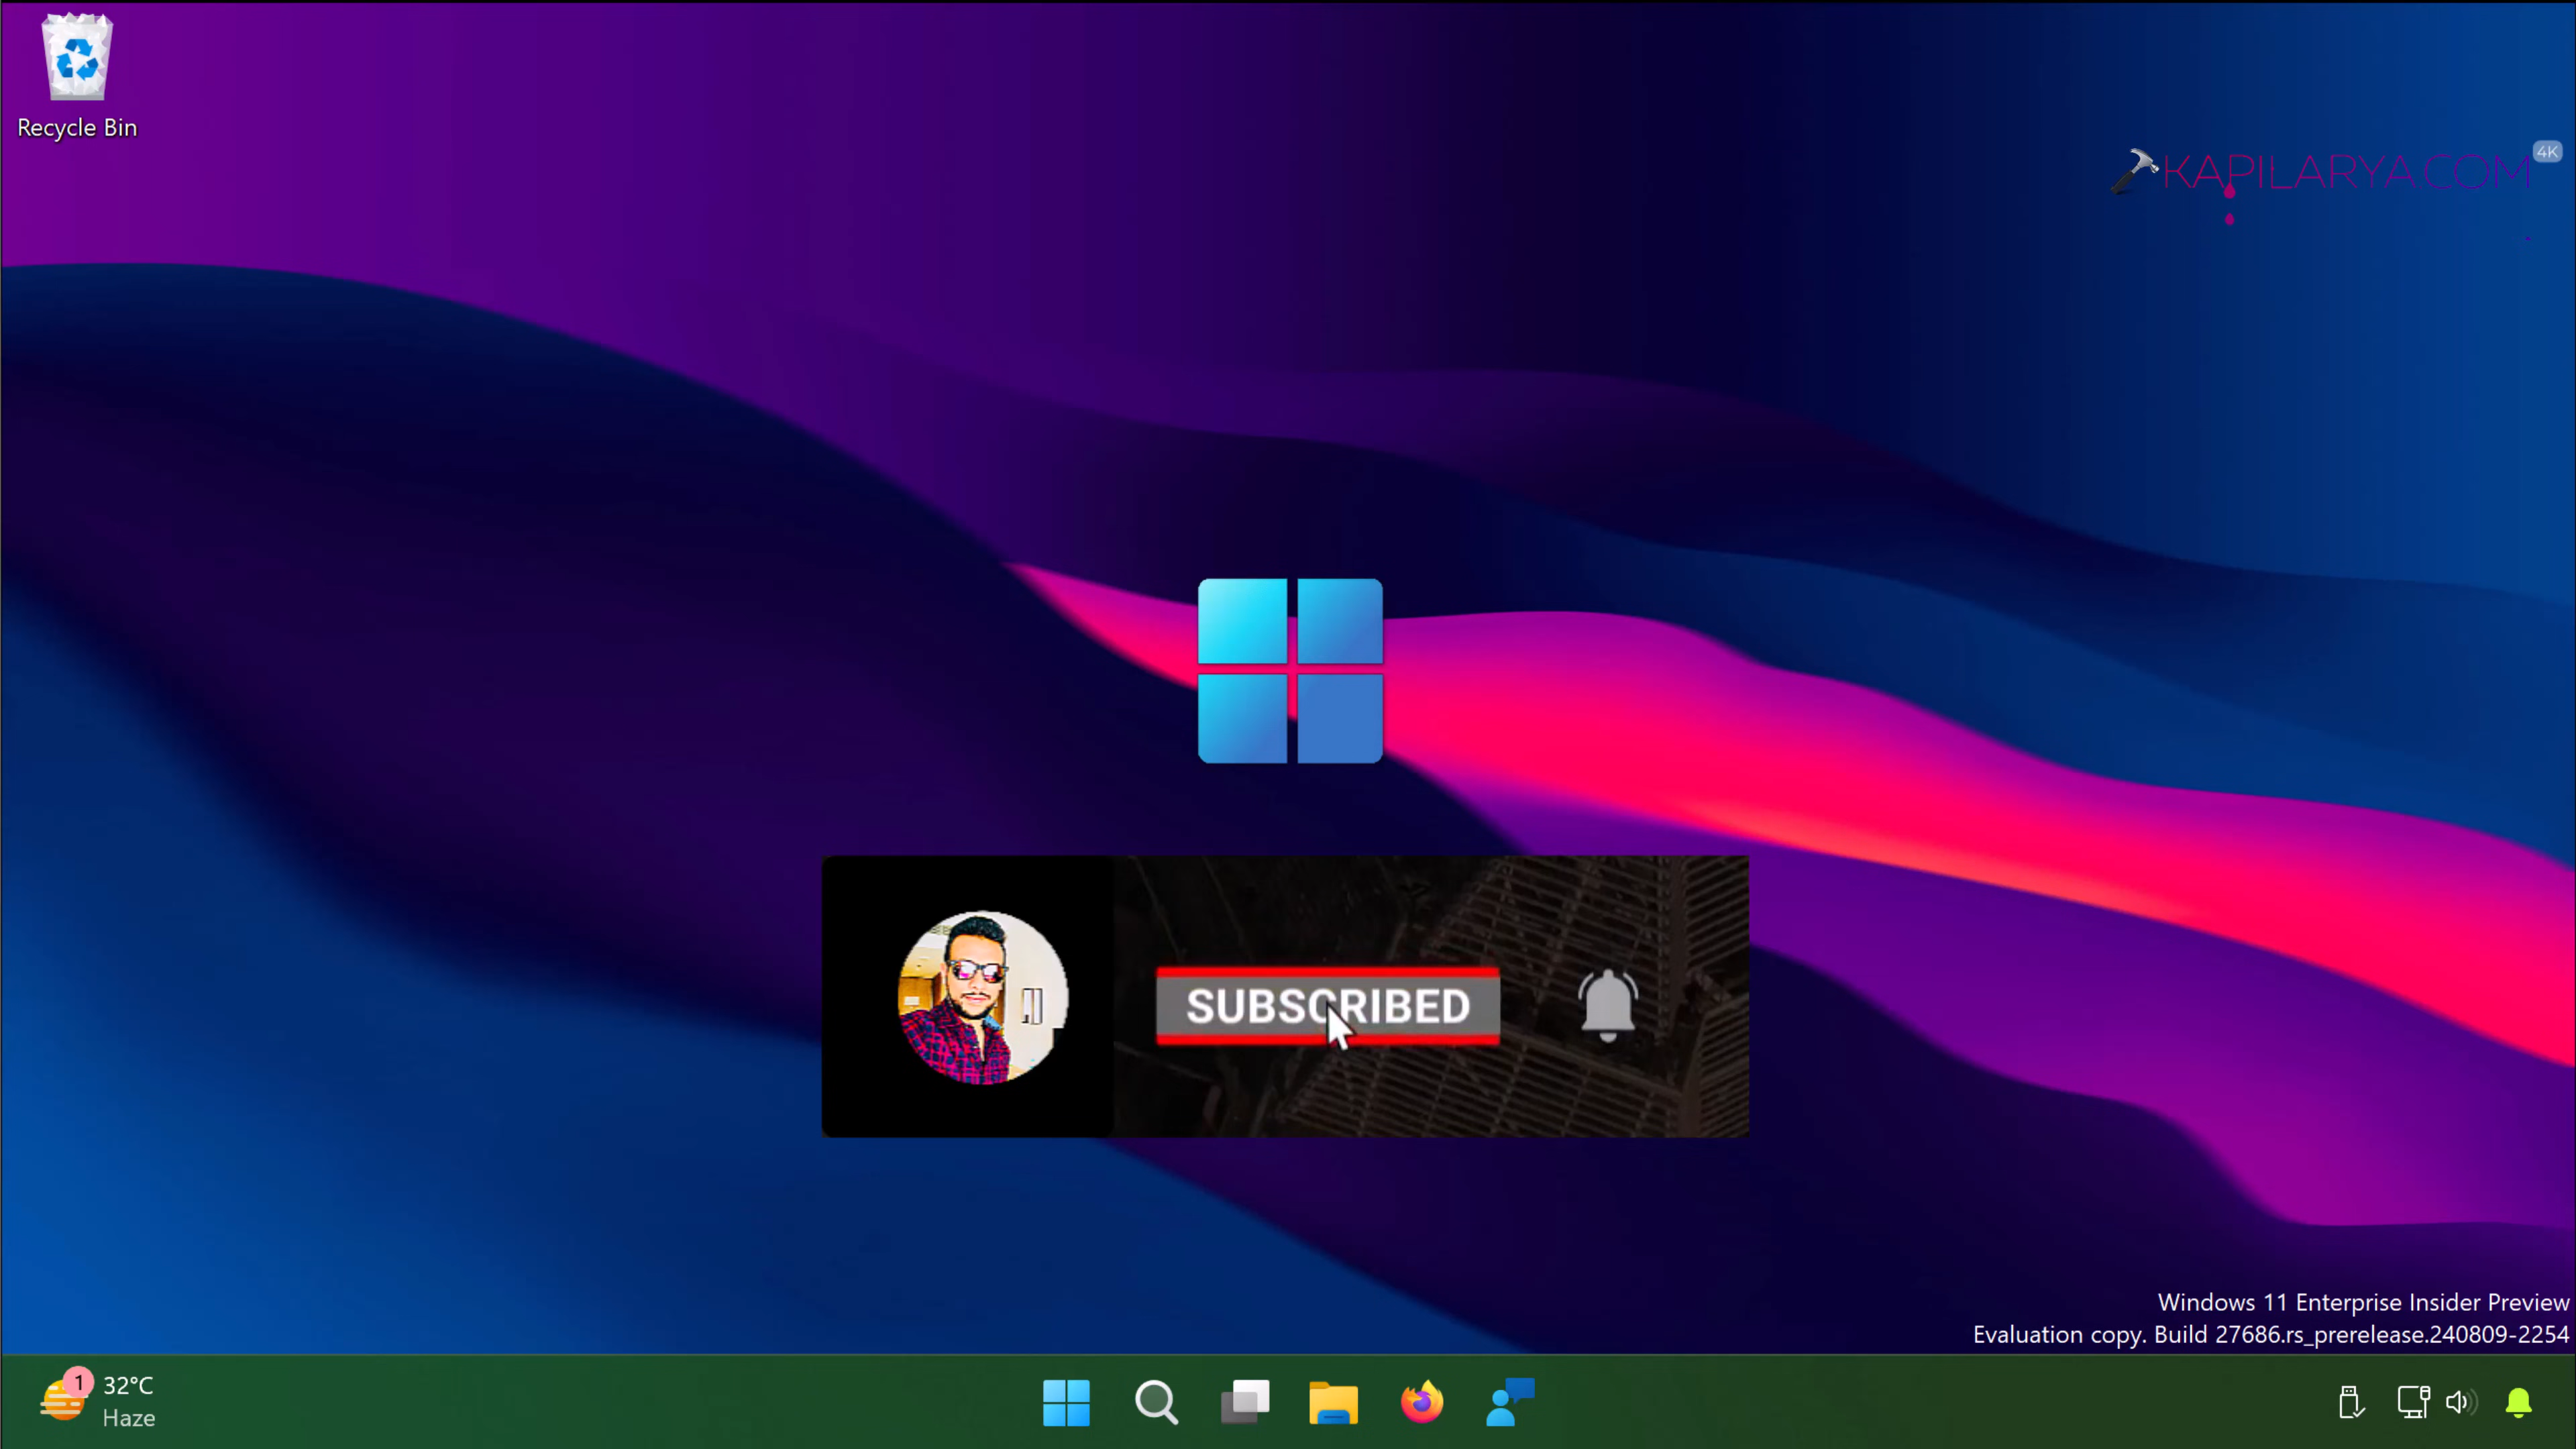 Recycle Bin
4K
KAPILARYA.COM
SUBSCRIBED
Windows 11 Enterprise Insider Preview
Evaluation copy. Build 27686.rs_prerelease.240809-2254
1
32°C
Haze